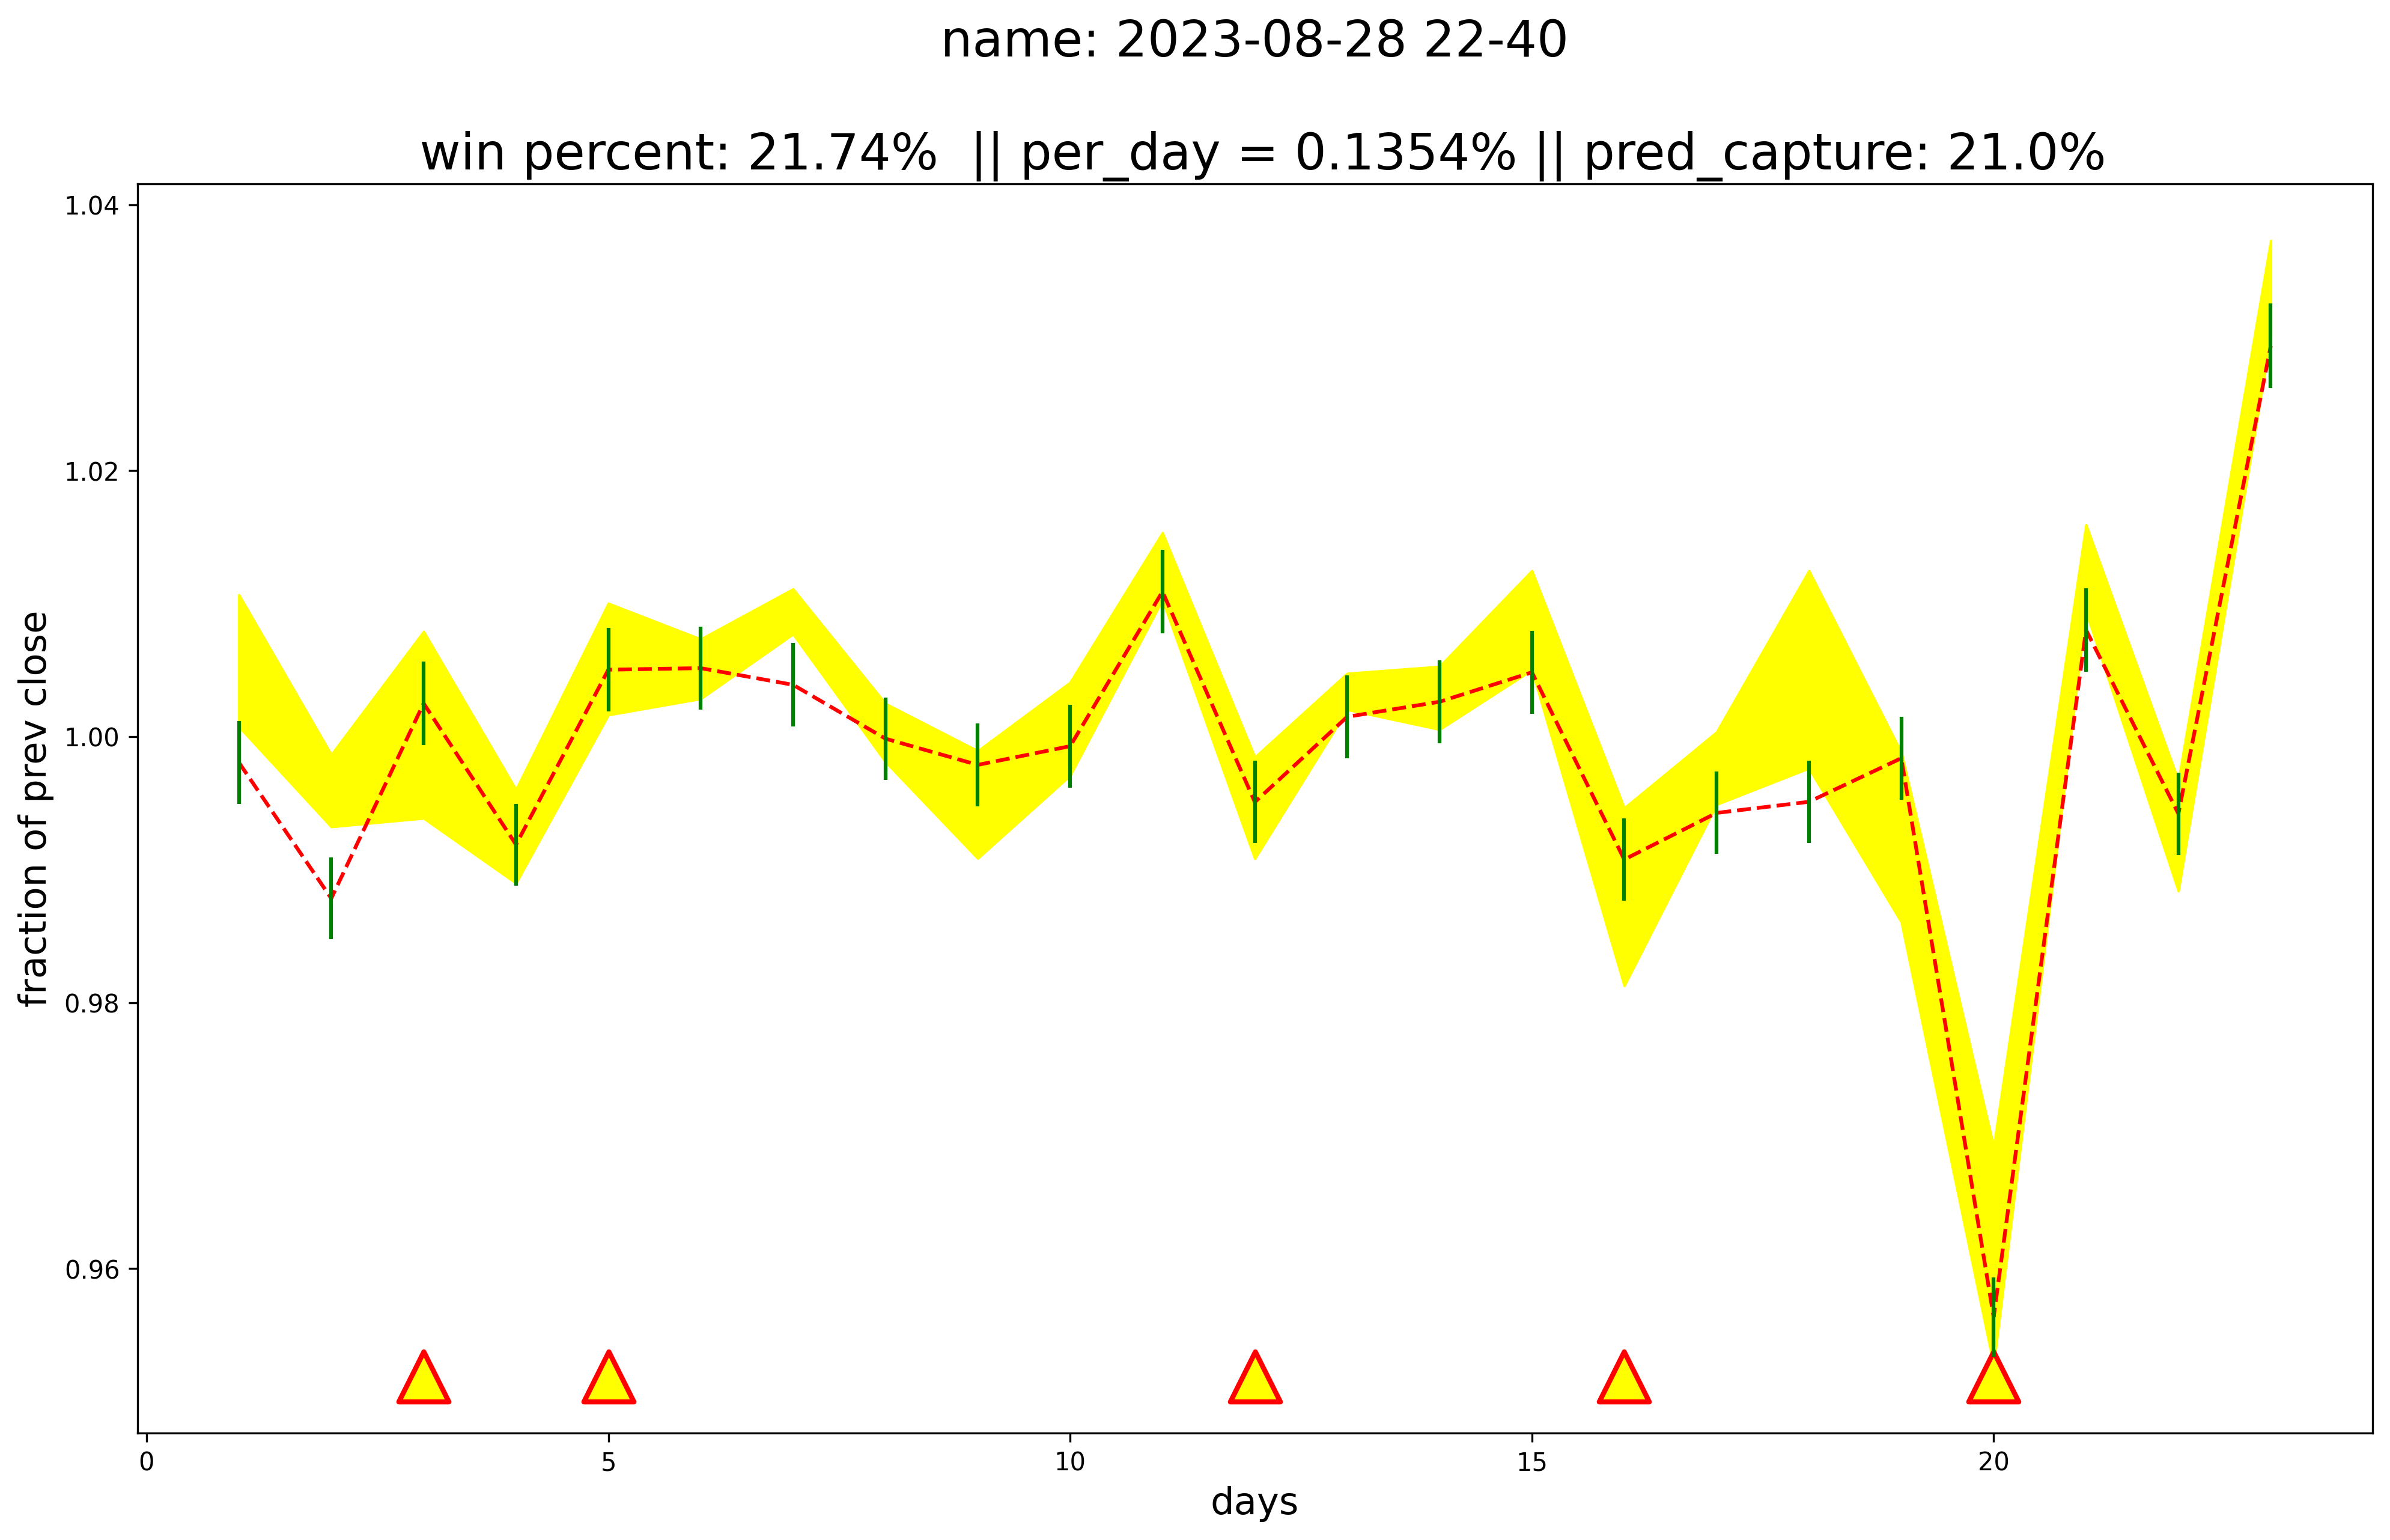 name: 2023-08-28 22-40
win percent: 21.74%  || per_day = 0.1354% || pred_capture: 21.0%
1.04
1.02
1.00
0.98
0.96
fraction of prev close
0
5
10
15
20
days